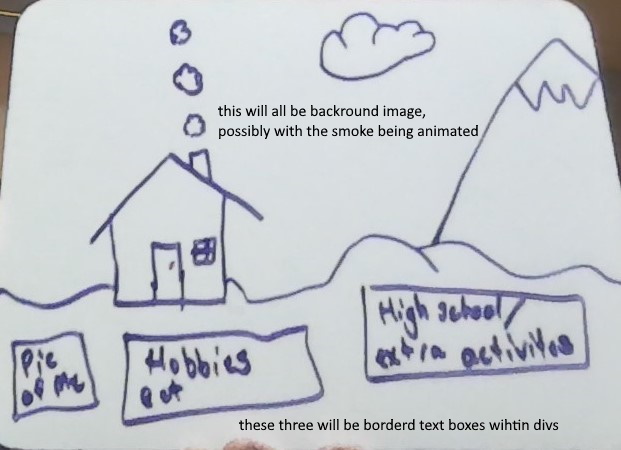 this will all be backround image,
possibly with the smoke being animated
Pic
of me
Hobbies
ect
High school/
extra activites
these three will be borderd text boxes wihtin divs